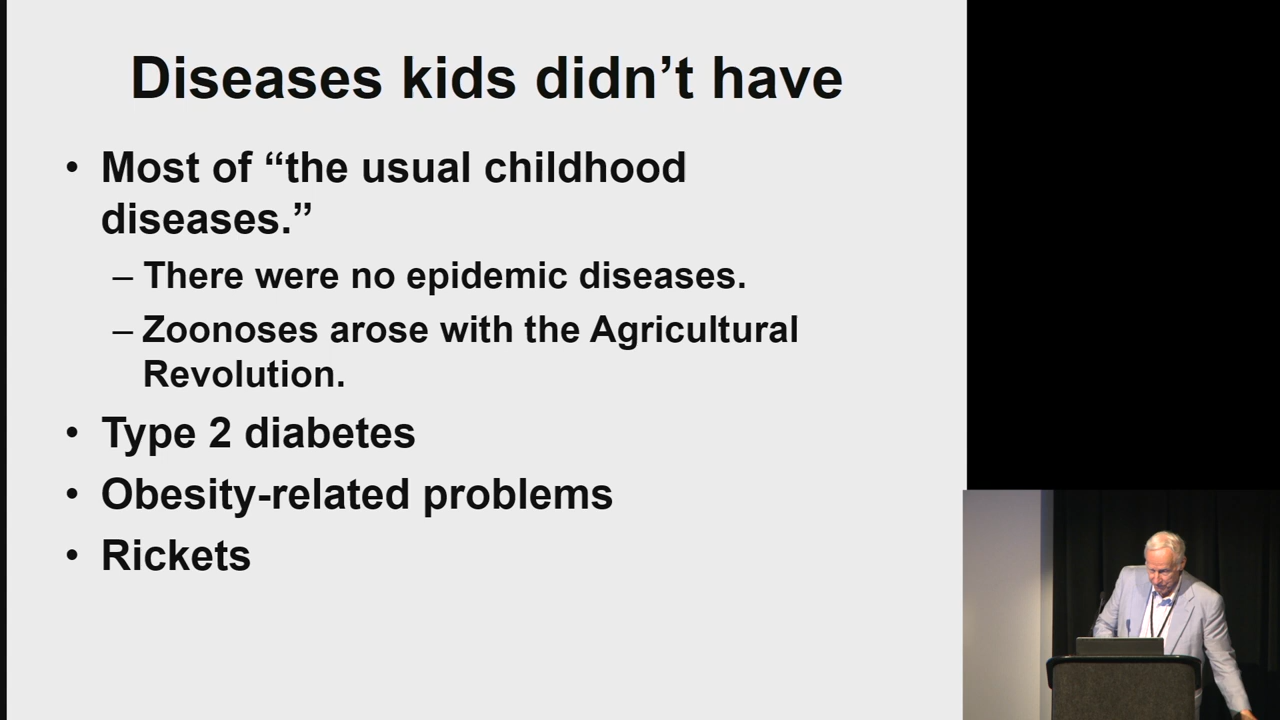 Diseases kids didn’t have
• Most of “the usual childhood
diseases.”
– There were no epidemic diseases.
– Zoonoses arose with the Agricultural
Revolution.
• Type 2 diabetes
• Obesity-related problems
• Rickets